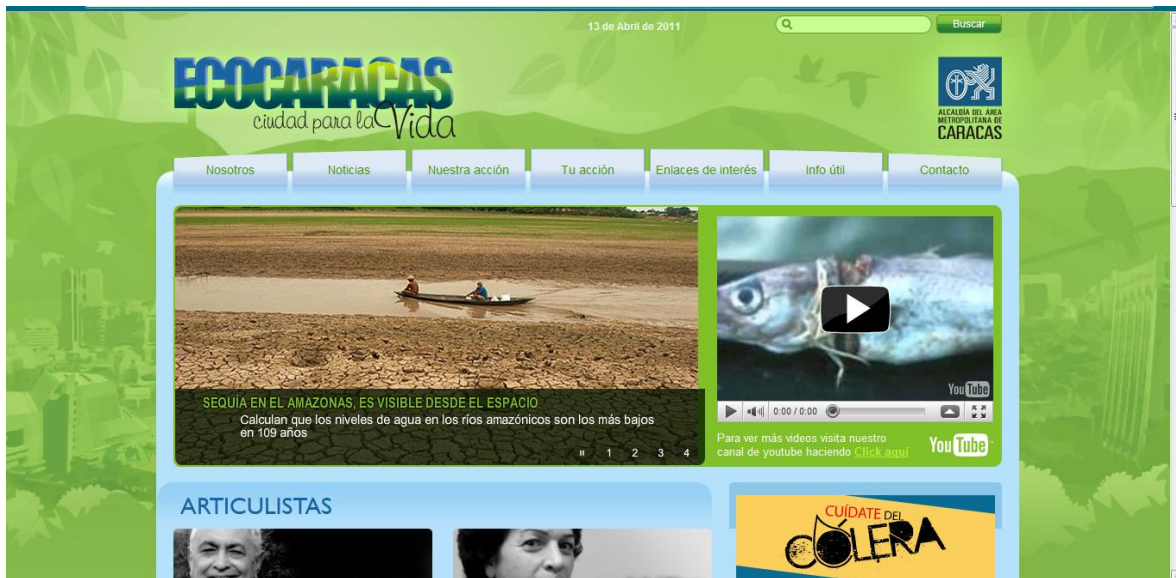 13 de Abril de 2011
Buscar
ECOCARACAS
ciudad para la Vida
ALCALDÍA DEL ÁREA
METROPOLITANA DE
CARACAS
Nosotros
Noticias
Nuestra acción
Tu acción
Enlaces de interés
Info útil
Contacto
SEQUÍA EN EL AMAZONAS, ES VISIBLE DESDE EL ESPACIO
Calculan que los niveles de agua en los ríos amazónicos son los más bajos
en 109 años
1 2 3 4
YouTube
0:00 / 0:00
Para ver más videos visita nuestro
canal de youtube haciendo Click aquí
YouTube
ARTICULISTAS
CUÍDATE DEL
CÓLERA